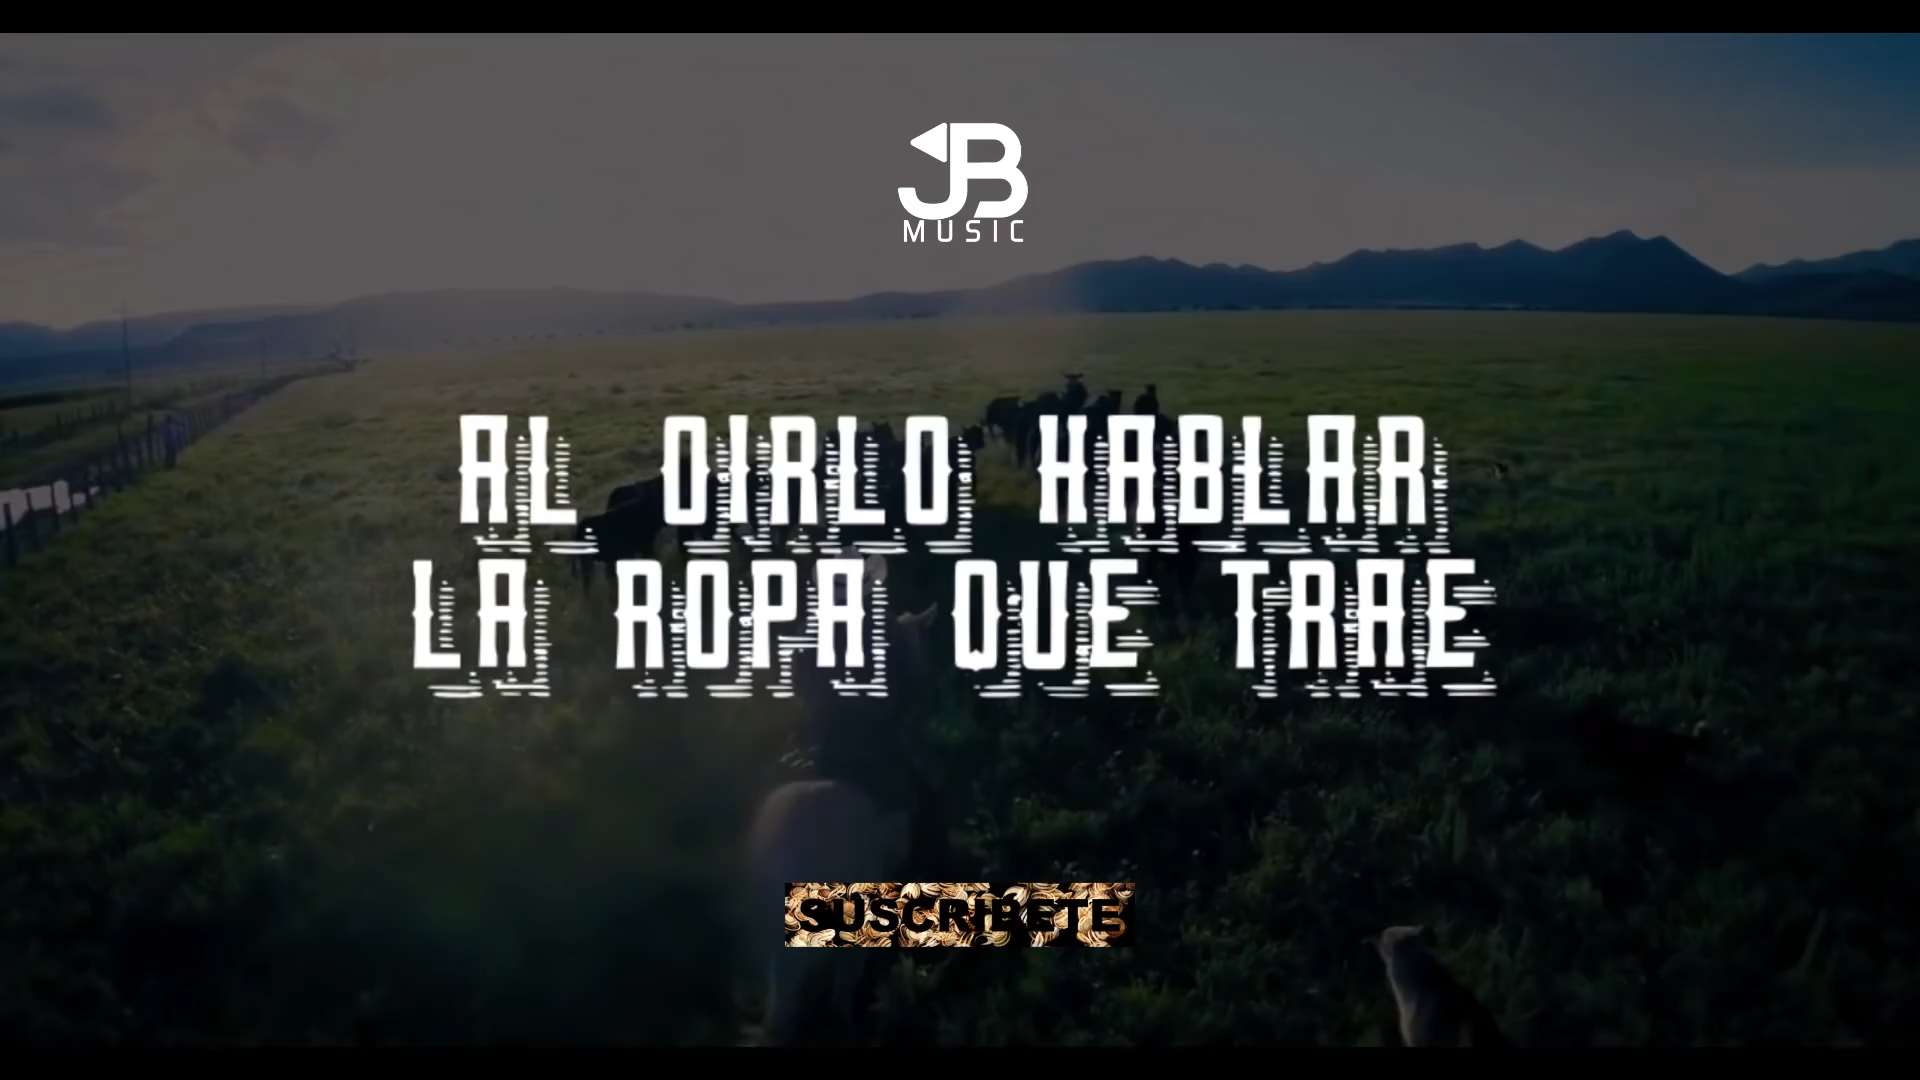 JB
MUSIC
AL OIRLO HABLAR
LA ROPA QUE TRAE
SUSCRIBETE